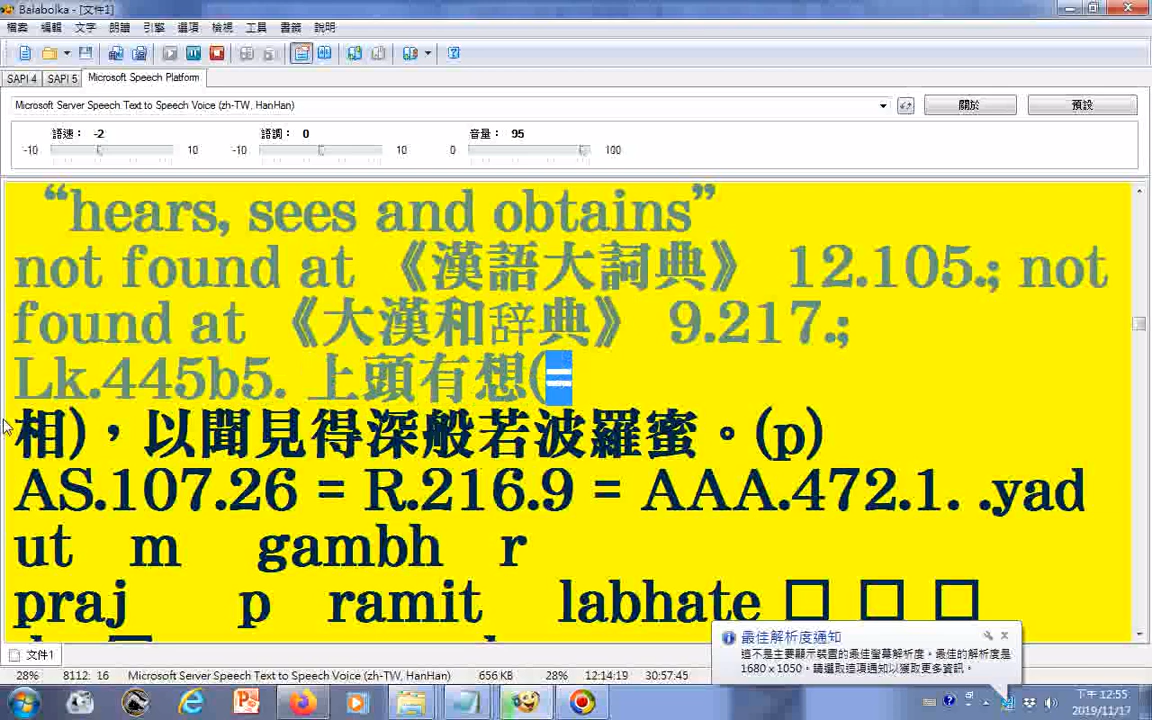 Balabolka - [文件1]
檔案 編輯 文字 朗讀 引擎 選項 檢視 工具 書籤 說明
SAPI 4 SAPI 5 Microsoft Speech Platform
Microsoft Server Speech Text to Speech Voice (zh-TW, HanHan) 關於 預設
語速： -2 語調： 0 音量： 95
-10 10 -10 10 0 100
“hears, sees and obtains”
not found at 《漢語大詞典》 12.105.; not
found at 《大漢和辞典》 9.217.;
Lk.445b5. 上頭有想(=
相)，以聞見得深般若波羅蜜。(p)
AS.107.26 = R.216.9 = AAA.472.1. .yad
ut m gambh r
praj p ramit labhate □ □ □
最佳解析度通知
這不是主要顯示裝置的最佳螢幕解析度。最佳的解析度是
1680 x 1050。請選取這項通知以獲取更多資訊。
文件1
28% 8112: 16 Microsoft Server Speech Text to Speech Voice (zh-TW, HanHan) 656 KB 28% 12:14:19 30:57:45
下午 12:55
2019/11/17